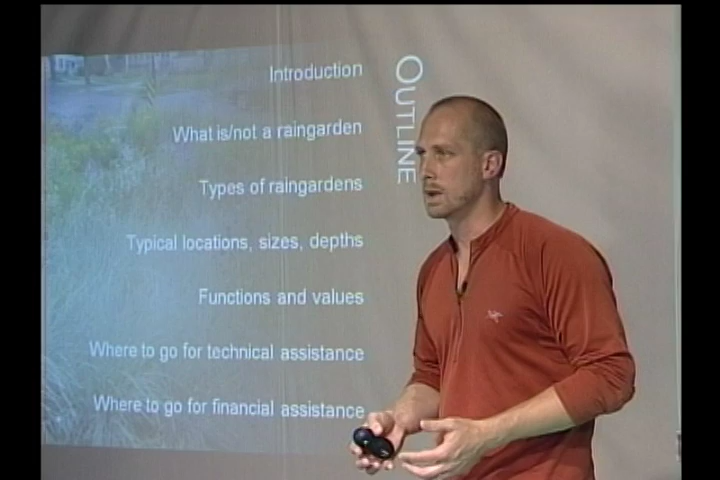 OUTLINE
Introduction
What is/not a raingarden
Types of raingardens
Typical locations, sizes, depths
Functions and values
Where to go for technical assistance
Where to go for financial assistance